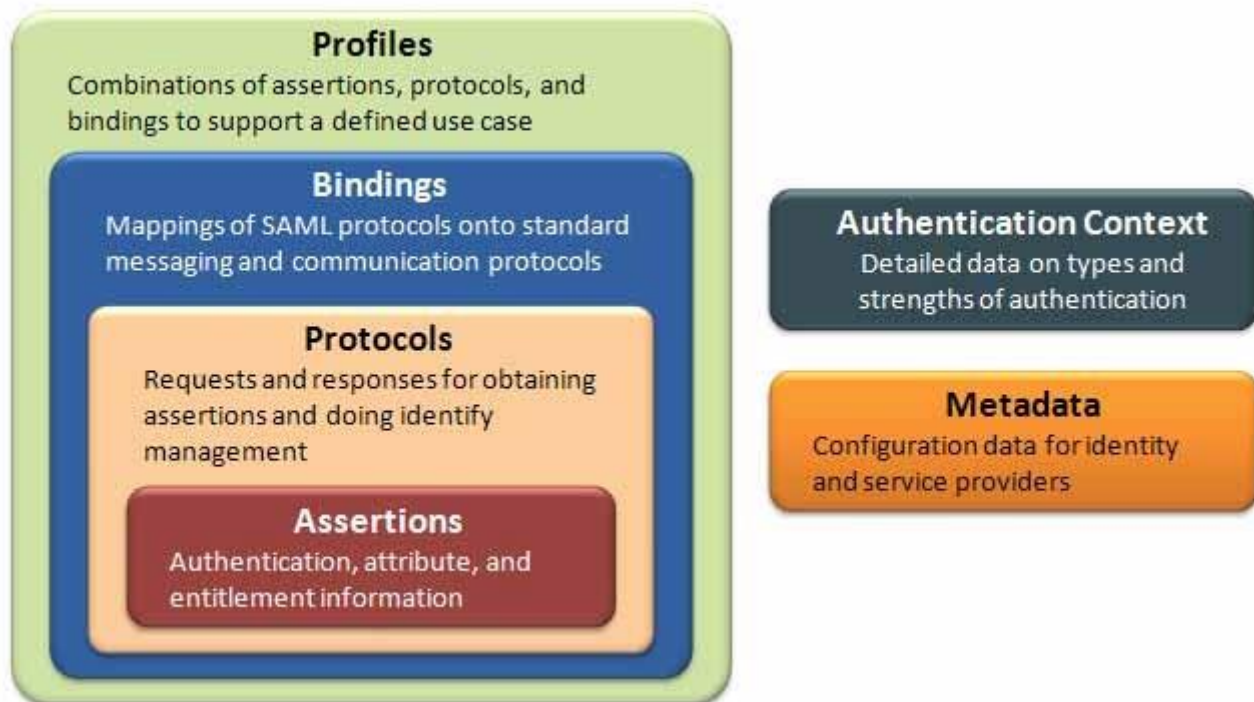 Profiles
Combinations of assertions, protocols, and
bindings to support a defined use case
Bindings
Mappings of SAML protocols onto standard
messaging and communication protocols
Protocols
Requests and responses for obtaining
assertions and doing identify
management
Assertions
Authentication, attribute, and
entitlement information
Authentication Context
Detailed data on types and
strengths of authentication
Metadata
Configuration data for identity
and service providers